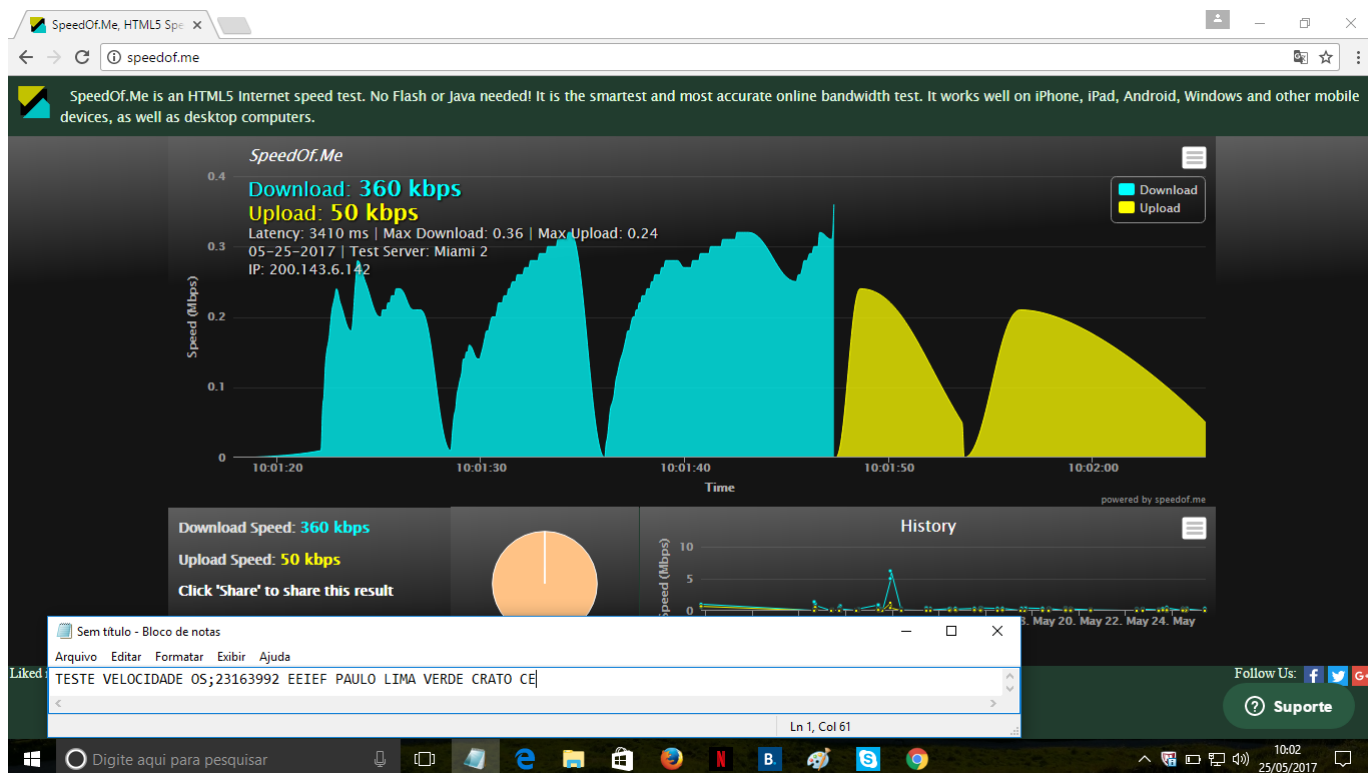 SpeedOf.Me, HTML5 Spe
speedof.me
SpeedOf.Me is an HTML5 Internet speed test. No Flash or Java needed! It is the smartest and most accurate online bandwidth test. It works well on iPhone, iPad, Android, Windows and other mobile
devices, as well as desktop computers.
SpeedOf.Me
0.4
Download: 360 kbps
Upload: 50 kbps
Latency: 3410 ms | Max Download: 0.36 | Max Upload: 0.24
05-25-2017 | Test Server: Miami 2
IP: 200.143.6.142
Download
Upload
0.3
0.2
0.1
0
Speed (Mbps)
10:01:20 10:01:30 10:01:40 10:01:50 10:02:00
Time
powered by speedof.me
Download Speed: 360 kbps
Upload Speed: 50 kbps
Click 'Share' to share this result
History
10
5
0
Speed (Mbps)
May 20. May 22. May 24. May
Sem título - Bloco de notas
Arquivo Editar Formatar Exibir Ajuda
TESTE VELOCIDADE OS;23163992 EEIEF PAULO LIMA VERDE CRATO CE
Ln 1, Col 61
Liked
Follow Us:
Suporte
Digite aqui para pesquisar
10:02
25/05/2017